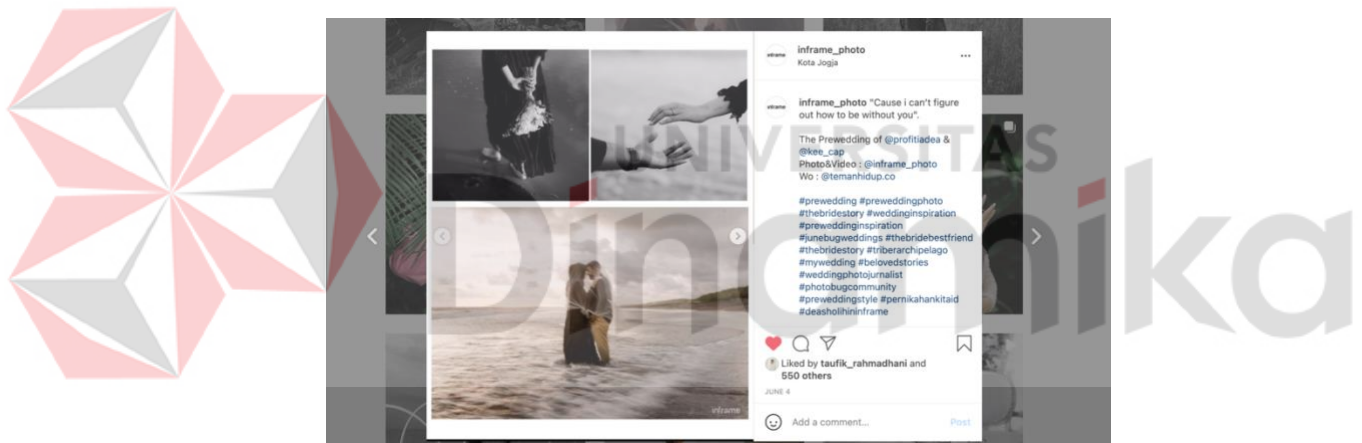 inframe_photo
Kota Jogja
inframe_photo "Cause i can't figure
out how to be without you".
The Prewedding of @profitiadea &
@kee_cap
Photo&Video : @inframe_photo
Wo : @temanhidup.co
#prewedding #preweddingphoto
#thebridestory #weddinginspiration
#preweddinginspiration
#junebugweddings #thebridebestfriend
#thebridestory #triberarchipelago
#mywedding #belovedstories
#weddingphotojournalist
#photobugcommunity
#preweddingstyle #pernikahankitaid
#deasholihininframe
Liked by taufik_rahmadhani and
550 others
JUNE 4
Add a comment...
Post
inframe
UNIVERSITAS
Dinamika